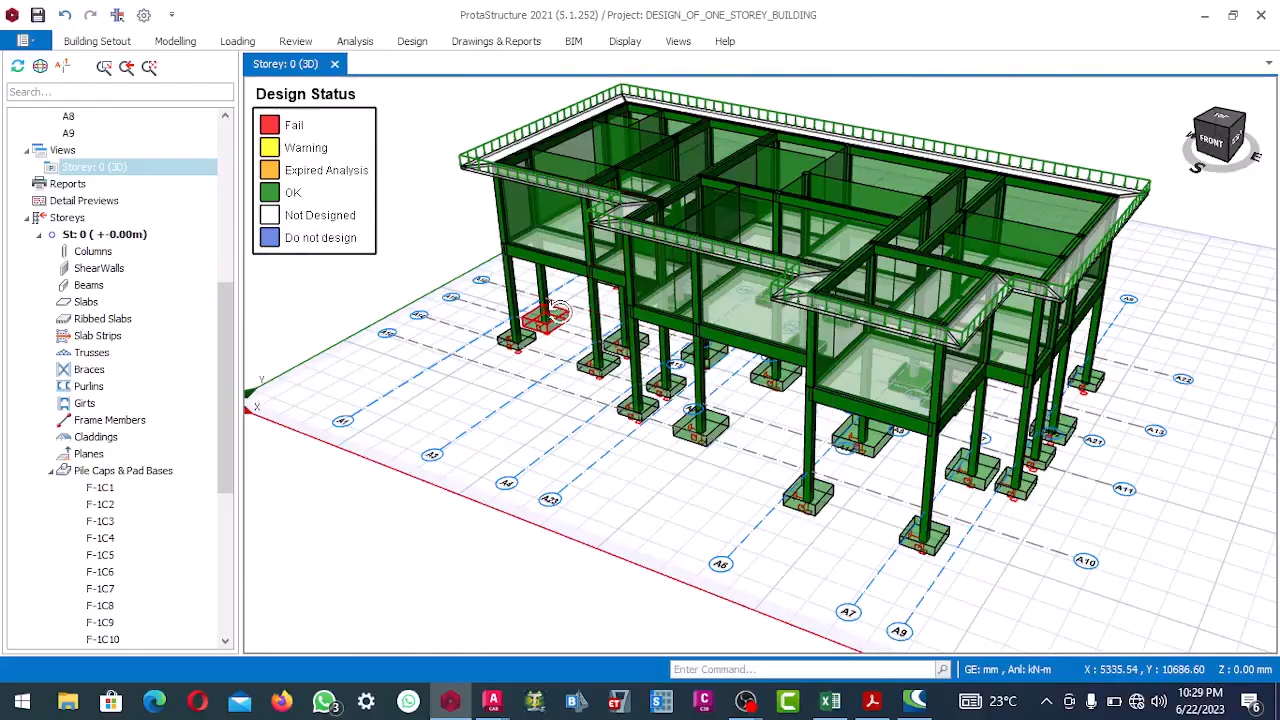 ProtaStructure 2021 (5.1.252) / Project: DESIGN_OF_ONE_STOREY_BUILDING
Building Setout Modelling Loading Review Analysis Design Drawings & Reports BIM Display Views Help
Storey: 0 (3D)
Search...
A8
A9
Views
Storey: 0 (3D)
Reports
Detail Previews
Storeys
St: 0 ( +-0.00m)
Columns
ShearWalls
Beams
Slabs
Ribbed Slabs
Slab Strips
Trusses
Braces
Purlins
Girts
Frame Members
Claddings
Planes
Pile Caps & Pad Bases
F-1C1
F-1C2
F-1C3
F-1C4
F-1C5
F-1C6
F-1C7
F-1C8
F-1C9
F-1C10
Design Status
Fail
Warning
Expired Analysis
OK
Not Designed
Do not design
FRONT
S
E
Y
X
A1
A4
A6
A7
A9
A10
A11
A13
Enter Command...
GE: mm , Anl: kN-m
X : 5335.54 , Y : 10686.60
Z : 0.00 mm
23°C
10:29 PM
6/22/2023